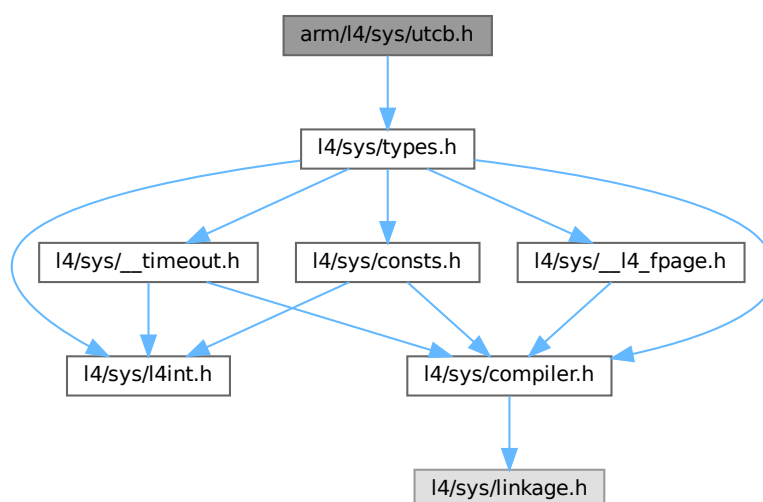 arm/l4/sys/utcb.h
l4/sys/types.h
l4/sys/__timeout.h
l4/sys/consts.h
l4/sys/__l4_fpage.h
l4/sys/l4int.h
l4/sys/compiler.h
l4/sys/linkage.h